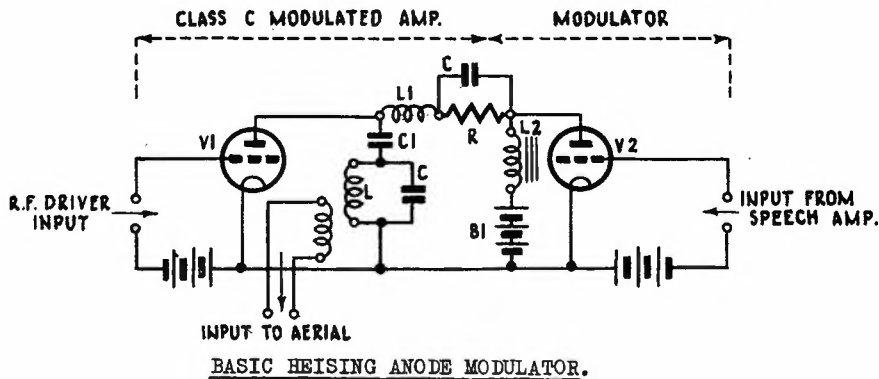 CLASS C MODULATED AMP.
MODULATOR
C
L1
R
L2
V1
C1
V2
L
C
R.F. DRIVER
INPUT
B1
INPUT FROM
SPEECH AMP.
INPUT TO AERIAL
BASIC HEISING ANODE MODULATOR.